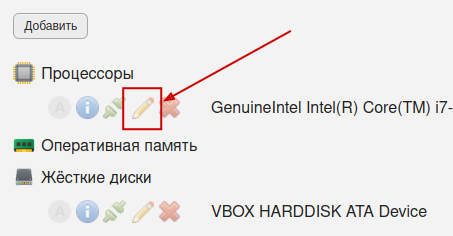 Добавить
Процессоры
A GenuineIntel Intel(R) Core(TM) i7-
Оперативная память
Жёсткие диски
A VBOX HARDDISK ATA Device